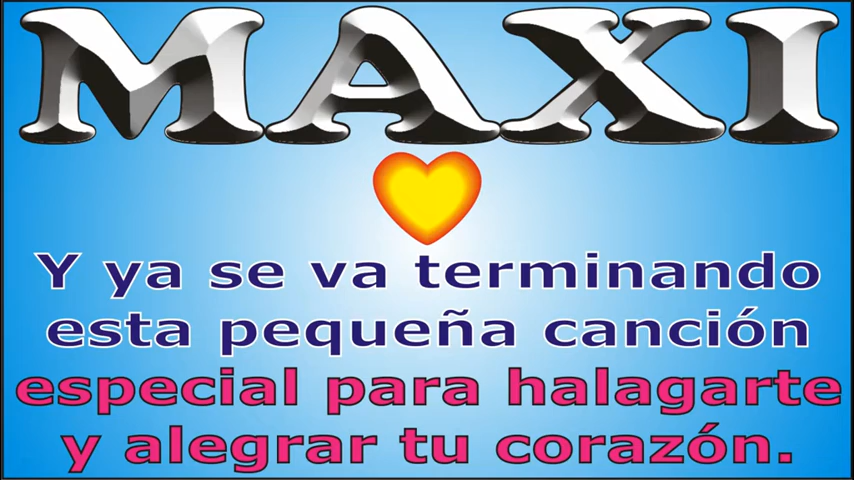 MAXI
Y ya se va terminando
esta pequeña canción
especial para halagarte
y alegrar tu corazón.